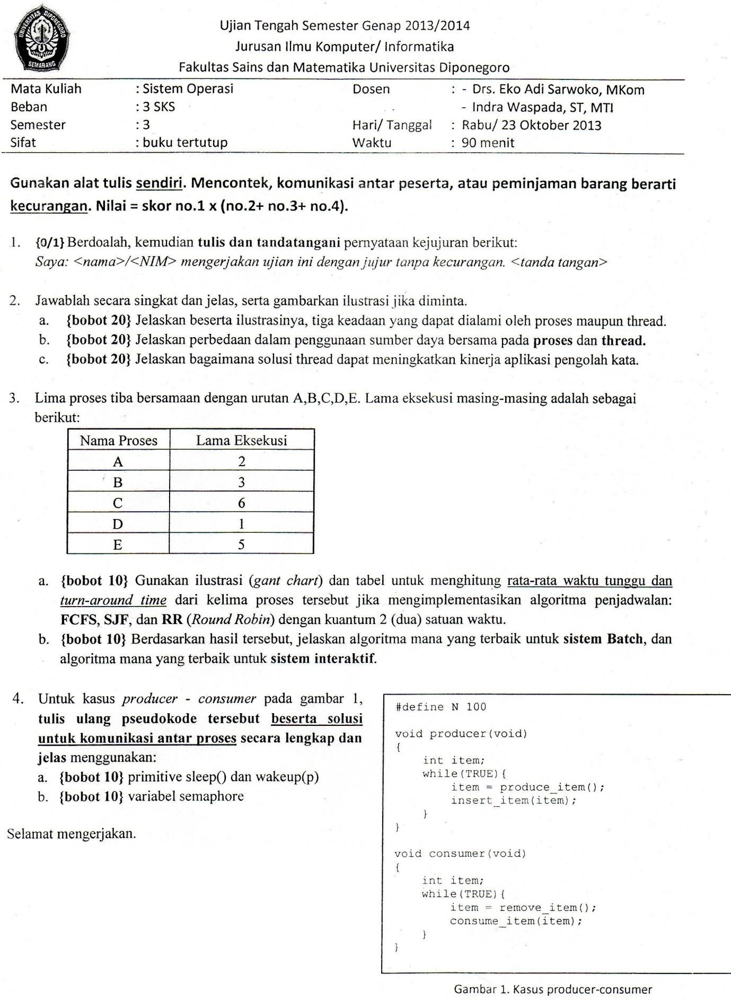 UNIVERSITAS DIPONEGORO
SEMARANG
Ujian Tengah Semester Genap 2013/2014
Jurusan Ilmu Komputer/ Informatika
Fakultas Sains dan Matematika Universitas Diponegoro
Mata Kuliah : Sistem Operasi Dosen : - Drs. Eko Adi Sarwoko, MKom
Beban : 3 SKS - Indra Waspada, ST, MTI
Semester : 3 Hari/ Tanggal : Rabu/ 23 Oktober 2013
Sifat : buku tertutup Waktu : 90 menit
Gunakan alat tulis sendiri. Mencontek, komunikasi antar peserta, atau peminjaman barang berarti
kecurangan. Nilai = skor no.1 x (no.2+ no.3+ no.4).
1. {0/1} Berdoalah, kemudian tulis dan tandatangani pernyataan kejujuran berikut:
Saya: <nama>/<NIM> mengerjakan ujian ini dengan jujur tanpa kecurangan. <tanda tangan>
2. Jawablah secara singkat dan jelas, serta gambarkan ilustrasi jika diminta.
a. {bobot 20} Jelaskan beserta ilustrasinya, tiga keadaan yang dapat dialami oleh proses maupun thread.
b. {bobot 20} Jelaskan perbedaan dalam penggunaan sumber daya bersama pada proses dan thread.
c. {bobot 20} Jelaskan bagaimana solusi thread dapat meningkatkan kinerja aplikasi pengolah kata.
3. Lima proses tiba bersamaan dengan urutan A,B,C,D,E. Lama eksekusi masing-masing adalah sebagai
berikut:
Nama Proses Lama Eksekusi
A 2
B 3
C 6
D 1
E 5
a. {bobot 10} Gunakan ilustrasi (gant chart) dan tabel untuk menghitung rata-rata waktu tunggu dan
turn-around time dari kelima proses tersebut jika mengimplementasikan algoritma penjadwalan:
FCFS, SJF, dan RR (Round Robin) dengan kuantum 2 (dua) satuan waktu.
b. {bobot 10} Berdasarkan hasil tersebut, jelaskan algoritma mana yang terbaik untuk sistem Batch, dan
algoritma mana yang terbaik untuk sistem interaktif.
4. Untuk kasus producer - consumer pada gambar 1,
tulis ulang pseudokode tersebut beserta solusi
untuk komunikasi antar proses secara lengkap dan
jelas menggunakan:
a. {bobot 10} primitive sleep() dan wakeup(p)
b. {bobot 10} variabel semaphore
Selamat mengerjakan.
#define N 100
void producer(void)
{
int item;
while(TRUE){
item = produce_item();
insert_item(item);
}
}
void consumer(void)
{
int item;
while(TRUE){
item = remove_item();
consume_item(item);
}
}
Gambar 1. Kasus producer-consumer